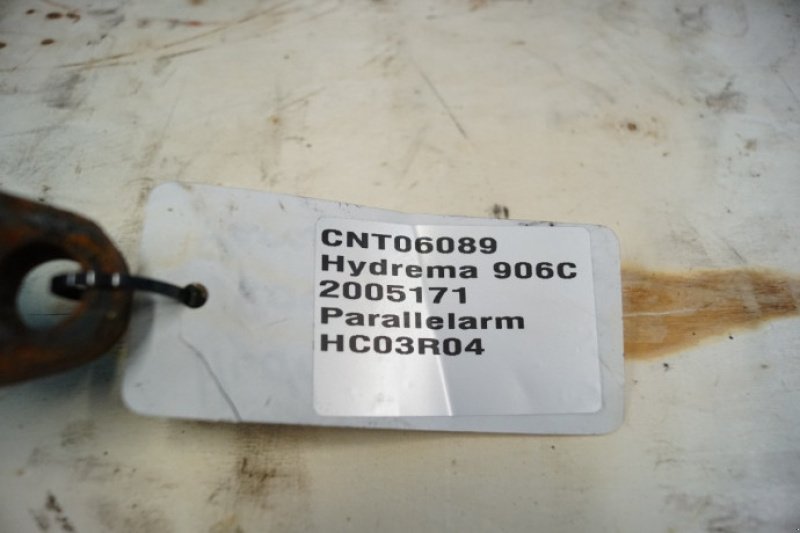 CNT06089
Hydrema 906C
2005171
Parallelarm
HC03R04